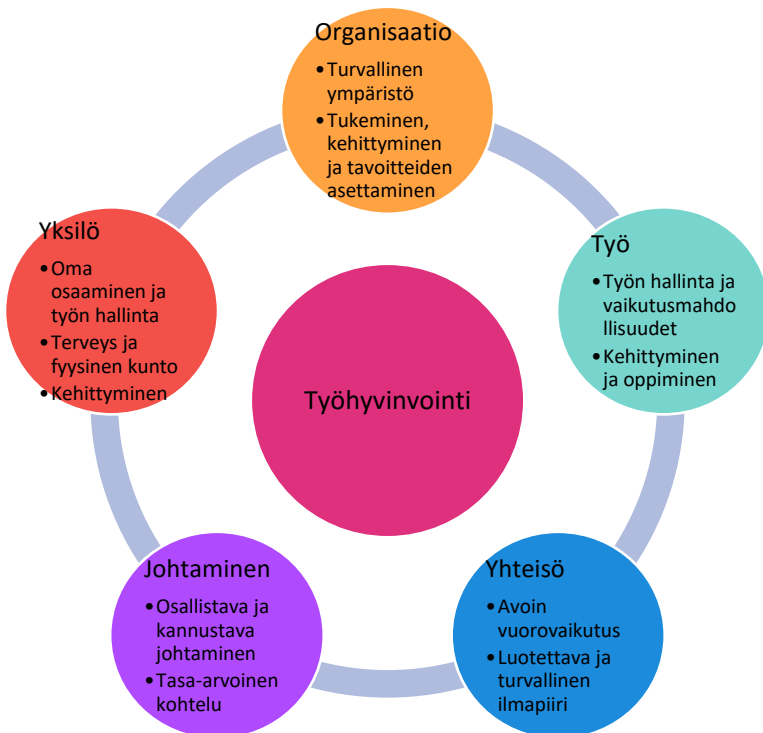 Organisaatio
•Turvallinen
ympäristö
•Tukeminen,
kehittyminen
ja tavoitteiden
asettaminen
Työ
•Työn hallinta ja
vaikutusmahdo
llisuudet
•Kehittyminen
ja oppiminen
Yhteisö
•Avoin
vuorovaikutus
•Luotettava ja
turvallinen
ilmapiiri
Johtaminen
•Osallistava ja
kannustava
johtaminen
•Tasa-arvoinen
kohtelu
Yksilö
•Oma
osaaminen ja
työn hallinta
•Terveys ja
fyysinen kunto
•Kehittyminen
Työhyvinvointi